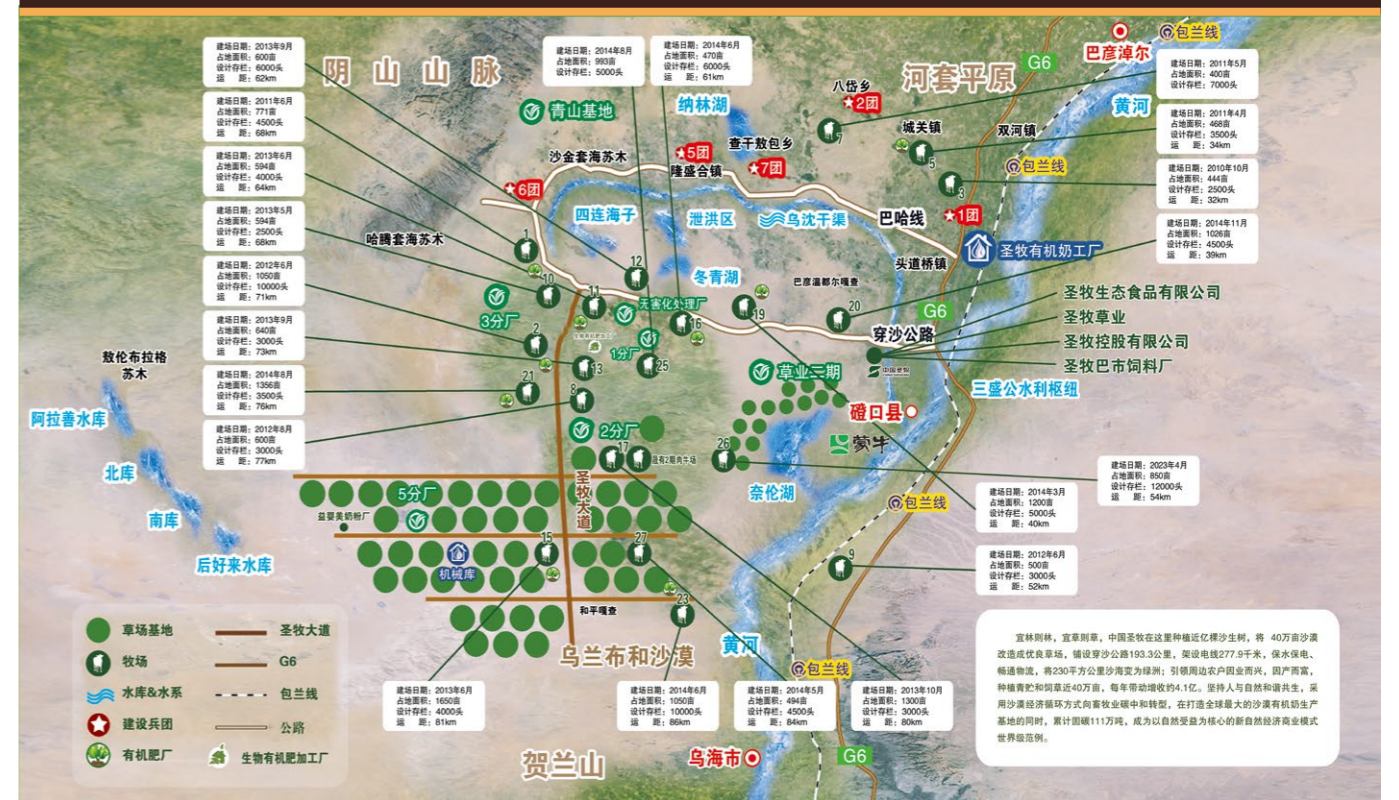 建场日期：2013年9月
占地面积：600亩
设计存栏：6000头
运　　距：62km
建场日期：2011年6月
占地面积：771亩
设计存栏：4500头
运　　距：68km
建场日期：2013年6月
占地面积：594亩
设计存栏：4000头
运　　距：64km
建场日期：2013年5月
占地面积：594亩
设计存栏：2500头
运　　距：68km
建场日期：2012年6月
占地面积：1050亩
设计存栏：10000头
运　　距：71km
建场日期：2013年9月
占地面积：640亩
设计存栏：3000头
运　　距：73km
建场日期：2014年8月
占地面积：1356亩
设计存栏：3500头
运　　距：76km
建场日期：2012年8月
占地面积：600亩
设计存栏：3000头
运　　距：77km
阴山山脉
建场日期：2014年8月
占地面积：993亩
设计存栏：5000头
建场日期：2014年6月
占地面积：470亩
设计存栏：6000头
运　　距：61km
河套平原
G6
巴彦淖尔
包兰线
黄河
建场日期：2011年5月
占地面积：400亩
设计存栏：7000头
建场日期：2011年4月
占地面积：468亩
设计存栏：3500头
运　　距：34km
建场日期：2010年10月
占地面积：444亩
设计存栏：2500头
运　　距：32km
建场日期：2014年11月
占地面积：1026亩
设计存栏：4500头
运　　距：39km
青山基地
纳林湖
八岱乡
2团
7
城关镇
5
双河镇
包兰线
3
沙金套海苏木
5团
隆盛合镇
查干敖包乡
7团
6团
四连海子
泄洪区
乌沈干渠
巴哈线
1团
哈腾套海苏木
1
头道桥镇
圣牧有机奶工厂
12
冬青湖
巴彦温都尔嘎查
10
11
3分厂
无害化处理厂
16
19
20
G6
圣牧生态食品有限公司
圣牧草业
圣牧控股有限公司
圣牧巴市饲料厂
穿沙公路
中国圣牧
2
生物有机肥加工厂
1分厂
13
25
草业二期
三盛公水利枢纽
敖伦布拉格
苏木
21
8
磴口县
阿拉善水库
2分厂
蒙牛
17
26
北库
圣牧大道
奈伦湖
建场日期：2023年4月
占地面积：850亩
设计存栏：12000头
运　　距：54km
建场日期：2014年3月
占地面积：1200亩
设计存栏：5000头
运　　距：40km
建场日期：2012年6月
占地面积：500亩
设计存栏：3000头
运　　距：52km
5分厂
包兰线
南库
益婴美奶粉厂
后好来水库
机械库
15
27
9
23
和平嘎查
乌兰布和沙漠
黄河
包兰线
草场基地
圣牧大道
牧场
G6
水库&水系
包兰线
建设兵团
公路
有机肥厂
生物有机肥加工厂
建场日期：2013年6月
占地面积：1650亩
设计存栏：4000头
运　　距：81km
建场日期：2014年6月
占地面积：1050亩
设计存栏：10000头
运　　距：86km
建场日期：2014年5月
占地面积：494亩
设计存栏：4500头
运　　距：84km
建场日期：2013年10月
占地面积：1300亩
设计存栏：3000头
运　　距：80km
贺兰山
乌海市
G6
宜林则林，宜草则草，中国圣牧在这里种植近亿棵沙生树，将 40万亩沙漠
改造成优良草场，铺设穿沙公路193.3公里，架设电线277.9千米，保水保电、
畅通物流，将230平方公里沙海变为绿洲；引领周边农户因业而兴，因产而富，
种植青贮和饲草近40万亩，每年带动增收约4.1亿。坚持人与自然和谐共生，采
用沙漠经济循环方式向畜牧业碳中和转型，在打造全球最大的沙漠有机奶生产
基地的同时，累计固碳111万吨，成为以自然受益为核心的新自然经济商业模式
世界级范例。